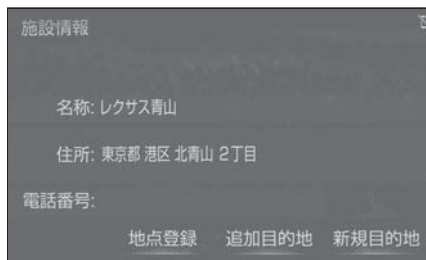 施設情報
名称: レクサス青山
住所: 東京都 港区 北青山 2丁目
電話番号:
地点登録 追加目的地 新規目的地